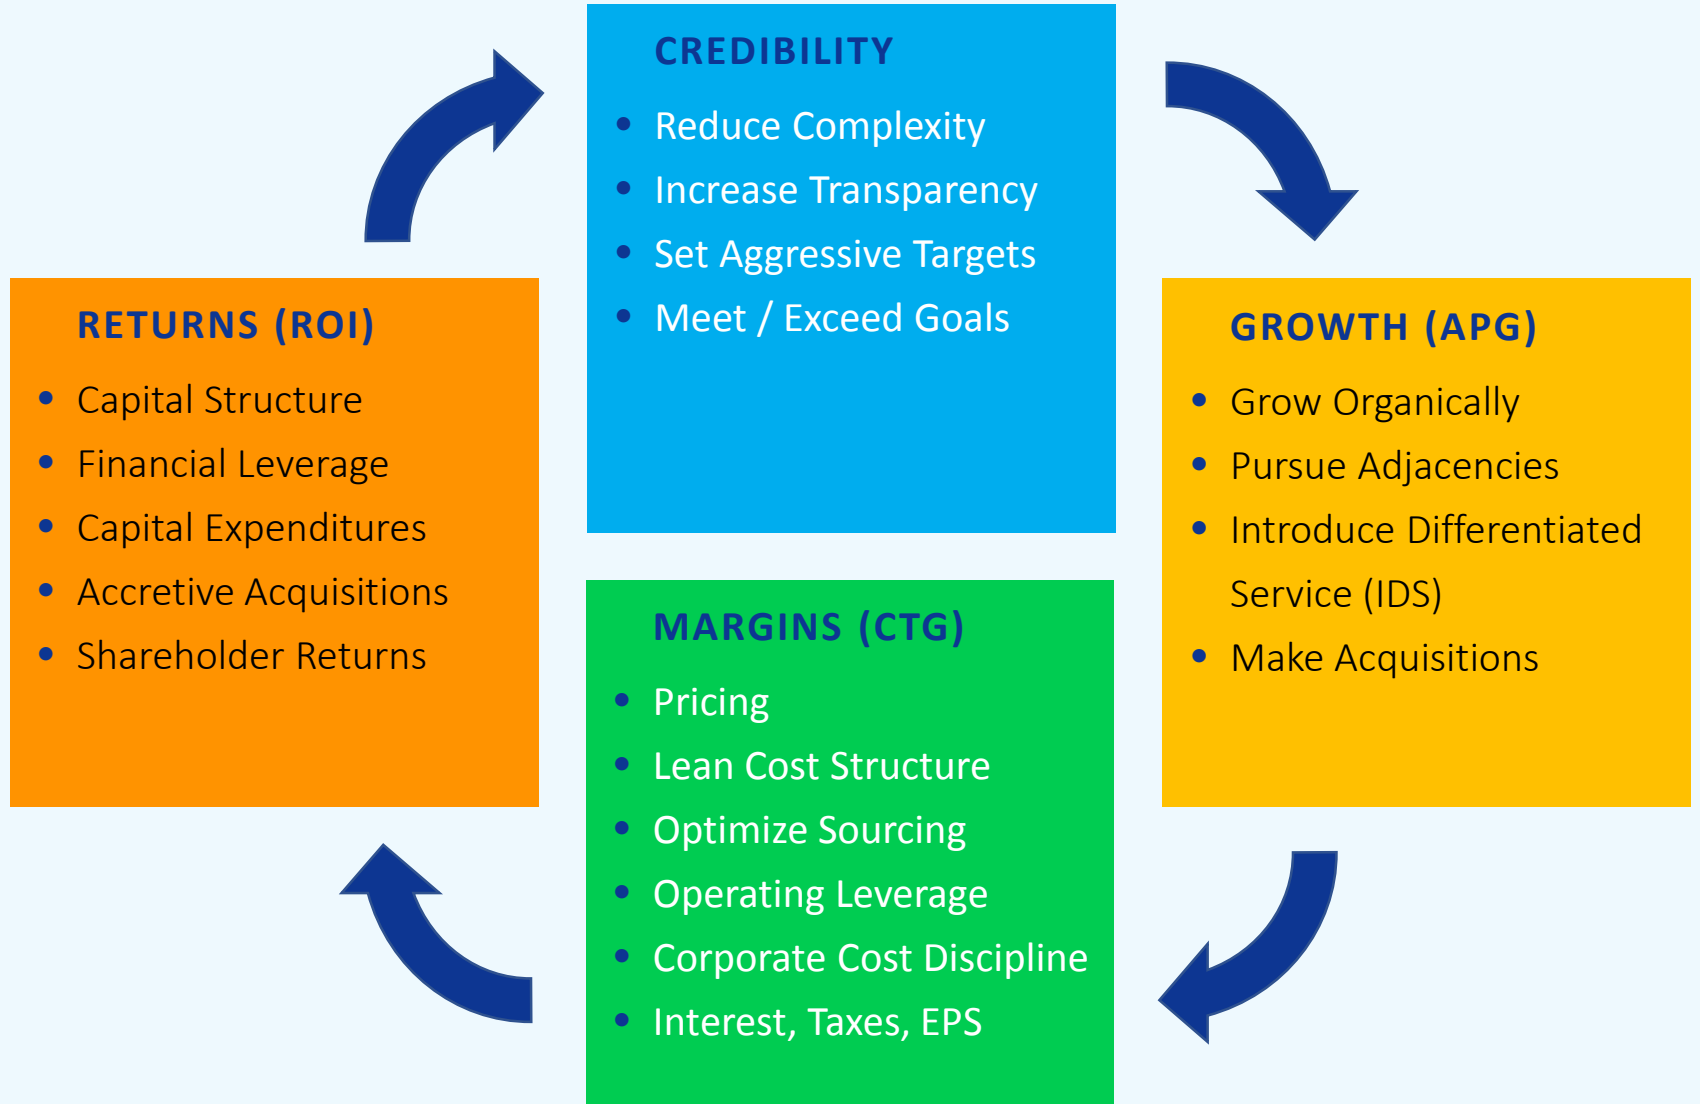 CREDIBILITY
• Reduce Complexity
• Increase Transparency
• Set Aggressive Targets
• Meet / Exceed Goals
RETURNS (ROI)
• Capital Structure
• Financial Leverage
• Capital Expenditures
• Accretive Acquisitions
• Shareholder Returns
GROWTH (APG)
• Grow Organically
• Pursue Adjacencies
• Introduce Differentiated
Service (IDS)
• Make Acquisitions
MARGINS (CTG)
• Pricing
• Lean Cost Structure
• Optimize Sourcing
• Operating Leverage
• Corporate Cost Discipline
• Interest, Taxes, EPS